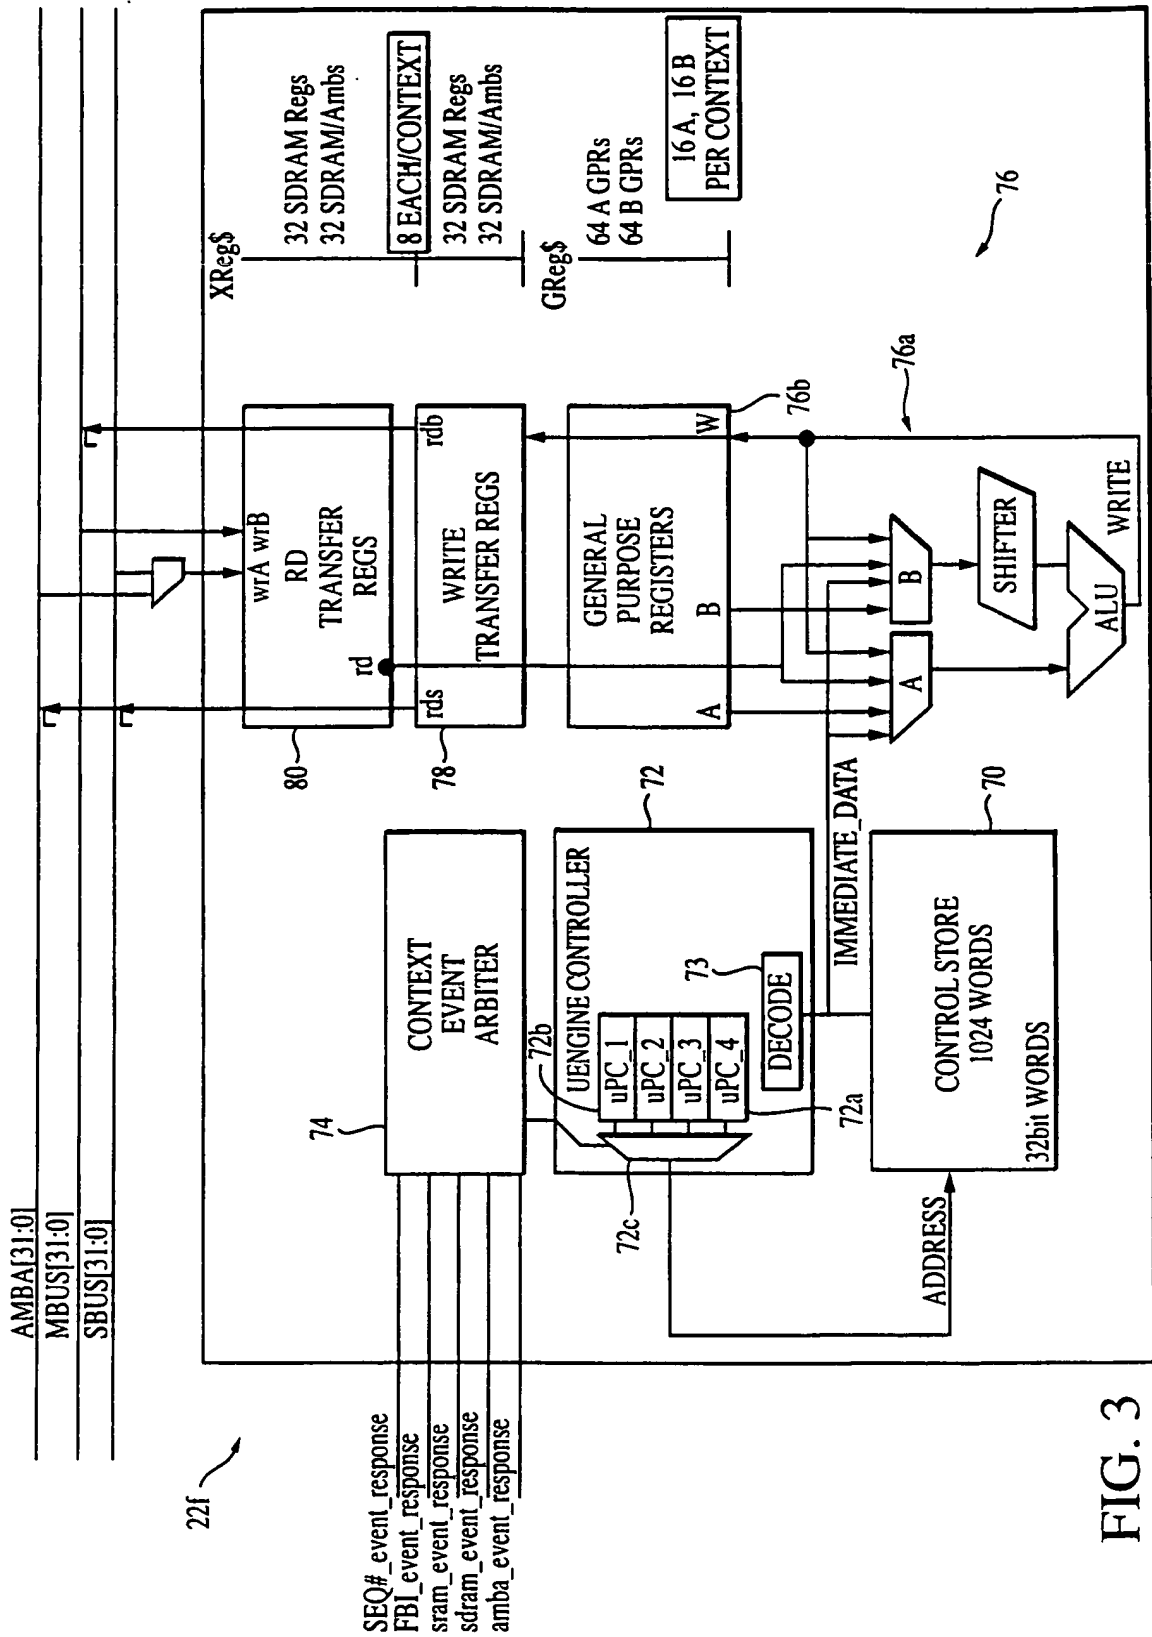 AMBA[31:0]
MBUS[31:0]
SBUS[31:0]
22f
SEQ#_event_response
FBI_event_response
sram_event_response
sdram_event_response
amba_event_response
74
CONTEXT
EVENT
ARBITER
72
UENGINE CONTROLLER
72b
uPC_1
uPC_2
uPC_3
uPC_4
72a
72c
73
DECODE
IMMEDIATE_DATA
ADDRESS
70
CONTROL STORE
1024 WORDS
32bit WORDS
80
wrA wrB
RD
TRANSFER
REGS
rd
78
rds
rdb
WRITE
TRANSFER REGS
GENERAL
PURPOSE
REGISTERS
A
B
W
76b
76a
A
B
SHIFTER
ALU
WRITE
XReg$
32 SDRAM Regs
32 SDRAM/Ambs
8 EACH/CONTEXT
32 SDRAM Regs
32 SDRAM/Ambs
GReg$
64 A GPRs
64 B GPRs
16 A, 16 B
PER CONTEXT
76
FIG. 3